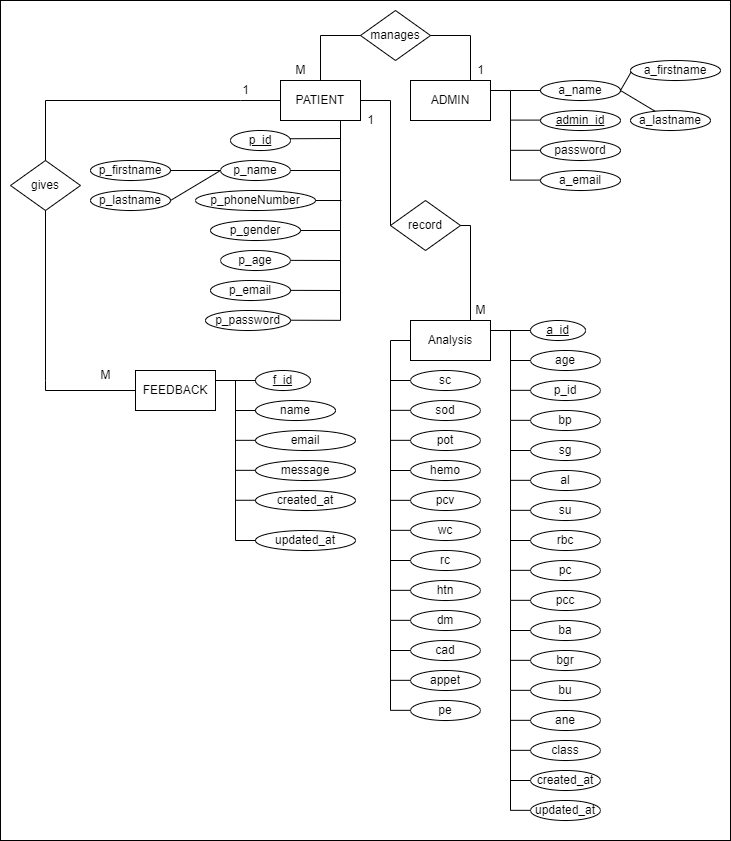 manages
M
1
PATIENT
ADMIN
a_name
a_firstname
a_lastname
admin_id
password
a_email
1
1
gives
p_id
p_firstname
p_name
p_lastname
p_phoneNumber
p_gender
p_age
p_email
p_password
record
M
M
FEEDBACK
f_id
name
email
message
created_at
updated_at
Analysis
sc
sod
pot
hemo
pcv
wc
rc
htn
dm
cad
appet
pe
a_id
age
p_id
bp
sg
al
su
rbc
pc
pcc
ba
bgr
bu
ane
class
created_at
updated_at